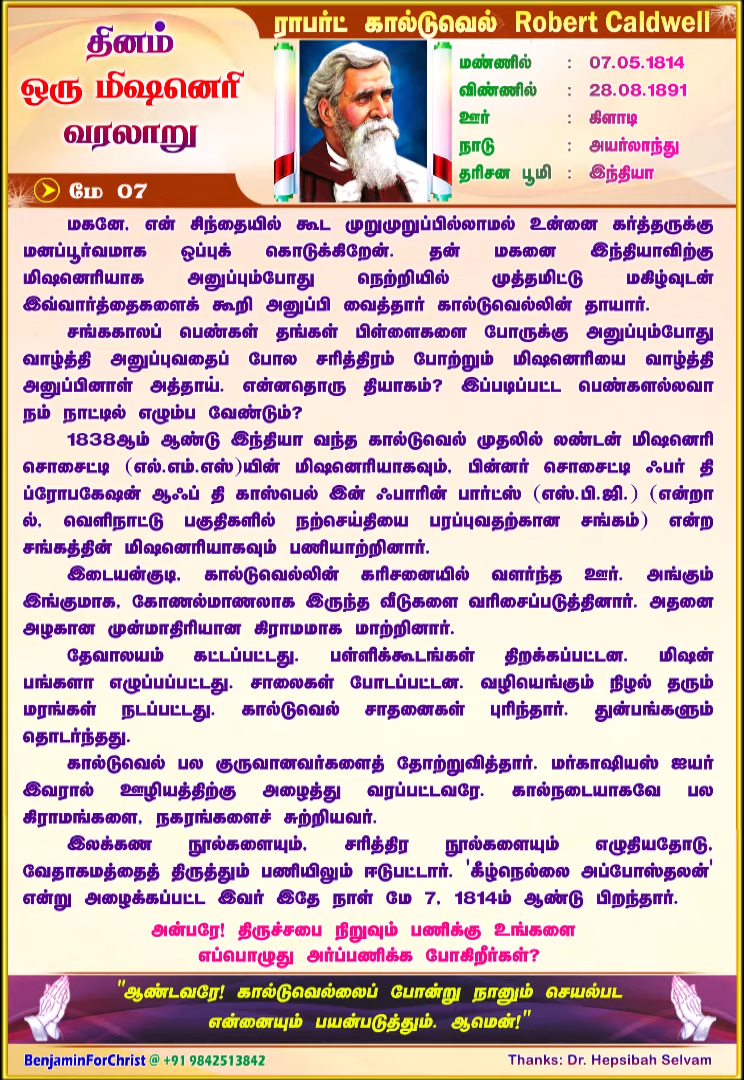 தினம்
ஒரு மிஷனெரி
வரலாறு
மே 07
ராபர்ட் கால்டுவெல் Robert Caldwell
மண்ணில் : 07.05.1814
விண்ணில் : 28.08.1891
ஊர் : கிளாடி
நாடு : அயர்லாந்து
தரிசன பூமி : இந்தியா
மகனே, என் சிந்தையில் கூட முறுமுறுப்பில்லாமல் உன்னை கர்த்தருக்கு
மனப்பூர்வமாக ஒப்புக் கொடுக்கிறேன். தன் மகனை இந்தியாவிற்கு
மிஷனெரியாக அனுப்பும்போது நெற்றியில் முத்தமிட்டு மகிழ்வுடன்
இவ்வார்த்தைகளைக் கூறி அனுப்பி வைத்தார் கால்டுவெல்லின் தாயார்.
சங்ககாலப் பெண்கள் தங்கள் பிள்ளைகளை போருக்கு அனுப்பும்போது
வாழ்த்தி அனுப்புவதைப் போல சரித்திரம் போற்றும் மிஷனெரியை வாழ்த்தி
அனுப்பினாள் அத்தாய். என்னதொரு தியாகம்? இப்படிப்பட்ட பெண்களல்லவா
நம் நாட்டில் எழும்ப வேண்டும்?
1838ஆம் ஆண்டு இந்தியா வந்த கால்டுவெல் முதலில் லண்டன் மிஷனெரி
சொசைட்டி (எல்.எம்.எஸ்)யின் மிஷனெரியாகவும், பின்னர் சொசைட்டி ஃபர் தி
ப்ரோபகேஷன் ஆஃப் தி காஸ்பெல் இன் ஃபாரின் பார்ட்ஸ் (எஸ்.பி.ஜி.) (என்றா
ல், வெளிநாட்டு பகுதிகளில் நற்செய்தியை பரப்புவதற்கான சங்கம்) என்ற
சங்கத்தின் மிஷனெரியாகவும் பணியாற்றினார்.
இடையன்குடி, கால்டுவெல்லின் கரிசனையில் வளர்ந்த ஊர். அங்கும்
இங்குமாக, கோணல்மாணலாக இருந்த வீடுகளை வரிசைப்படுத்தினார். அதனை
அழகான முன்மாதிரியான கிராமமாக மாற்றினார்.
தேவாலயம் கட்டப்பட்டது. பள்ளிக்கூடங்கள் திறக்கப்பட்டன. மிஷன்
பங்களா எழுப்பப்பட்டது. சாலைகள் போடப்பட்டன. வழியெங்கும் நிழல் தரும்
மரங்கள் நடப்பட்டது. கால்டுவெல் சாதனைகள் புரிந்தார். துன்பங்களும்
தொடர்ந்தது.
கால்டுவெல் பல குருவானவர்களைத் தோற்றுவித்தார். மர்காஷியஸ் ஐயர்
இவரால் ஊழியத்திற்கு அழைத்து வரப்பட்டவரே. கால்நடையாகவே பல
கிராமங்களை, நகரங்களைச் சுற்றியவர்.
இலக்கண நூல்களையும், சரித்திர நூல்களையும் எழுதியதோடு,
வேதாகமத்தைத் திருத்தும் பணியிலும் ஈடுபட்டார். 'கீழ்நெல்லை அப்போஸ்தலன்'
என்று அழைக்கப்பட்ட இவர் இதே நாள் மே 7, 1814ம் ஆண்டு பிறந்தார்.
அன்பரே! திருச்சபை நிறுவும் பணிக்கு உங்களை
எப்பொழுது அர்ப்பணிக்க போகிறீர்கள்?
"ஆண்டவரே! கால்டுவெல்லைப் போன்று நானும் செயல்பட
என்னையும் பயன்படுத்தும். ஆமென்!"
BenjaminForChrist @ +91 9842513842
Thanks: Dr. Hepsibah Selvam